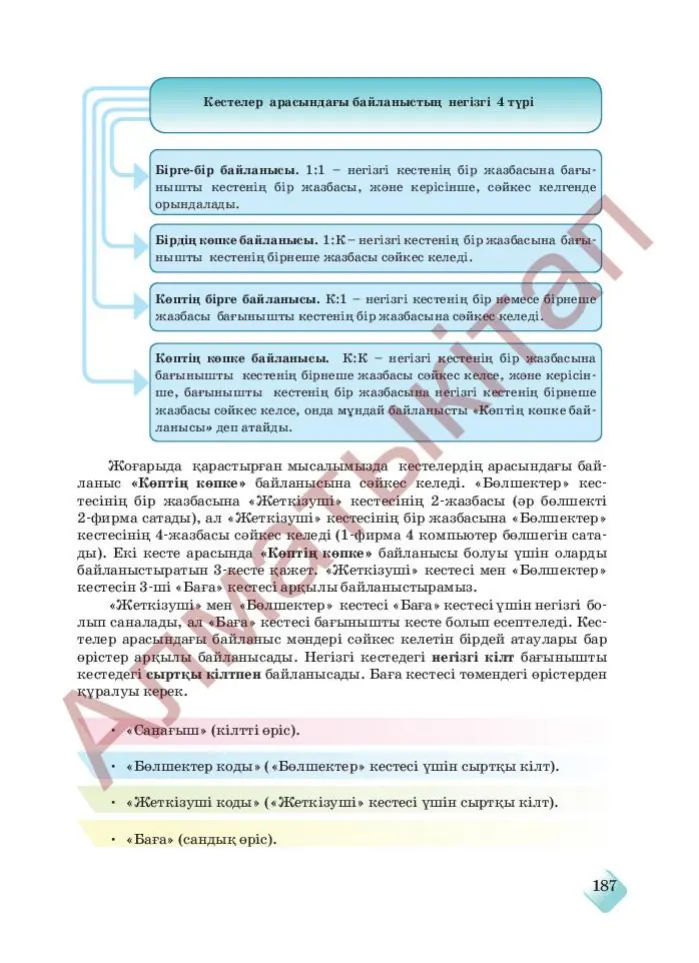 Кестелер арасындағы байланыстың негізгі 4 түрі
Бірге-бір байланысы. 1:1 – негізгі кестенің бір жазбасына бағы-
нышты кестенің бір жазбасы, және керісінше, сәйкес келгенде
орындалады.
Бірдің көпке байланысы. 1:К – негізгі кестенің бір жазбасына бағы-
нышты кестенің бірнеше жазбасы сәйкес келеді.
Көптің бірге байланысы. К:1 – негізгі кестенің бір немесе бірнеше
жазбасы бағынышты кестенің бір жазбасына сәйкес келеді.
Көптің көпке байланысы. К:К – негізгі кестенің бір жазбасына
бағынышты кестенің бірнеше жазбасы сәйкес келсе, және керісін-
ше, бағынышты кестенің бір жазбасына негізгі кестенің бірнеше
жазбасы сәйкес келсе, онда мұндай байланысты «Көптің көпке бай-
ланысы» деп атайды.
Жоғарыда қарастырған мысалымызда кестелердің арасындағы бай-
ланыс «Көптің көпке» байланысына сәйкес келеді. «Бөлшектер» кес-
тесінің бір жазбасына «Жеткізуші» кестесінің 2-жазбасы (әр бөлшекті
2-фирма сатады), ал «Жеткізуші» кестесінің бір жазбасына «Бөлшектер»
кестесінің 4-жазбасы сәйкес келеді (1-фирма 4 компьютер бөлшегін сата-
ды). Екі кесте арасында «Көптің көпке» байланысы болуы үшін оларды
байланыстыратын 3-кесте қажет. «Жеткізуші» кестесі мен «Бөлшектер»
кестесін 3-ші «Баға» кестесі арқылы байланыстырамыз.
«Жеткізуші» мен «Бөлшектер» кестесі «Баға» кестесі үшін негізгі бо-
лып саналады, ал «Баға» кестесі бағынышты кесте болып есептеледі. Кес-
телер арасындағы байланыс мәндері сәйкес келетін бірдей атаулары бар
өрістер арқылы байланысады. Негізгі кестедегі негізгі кілт бағынышты
кестедегі сыртқы кілтпен байланысады. Баға кестесі төмендегі өрістерден
құралуы керек.
• «Санағыш» (кілтті өріс).
• «Бөлшектер коды» («Бөлшектер» кестесі үшін сыртқы кілт).
• «Жеткізуші коды» («Жеткізуші» кестесі үшін сыртқы кілт).
• «Баға» (сандық өріс).
187
Алматыкітап